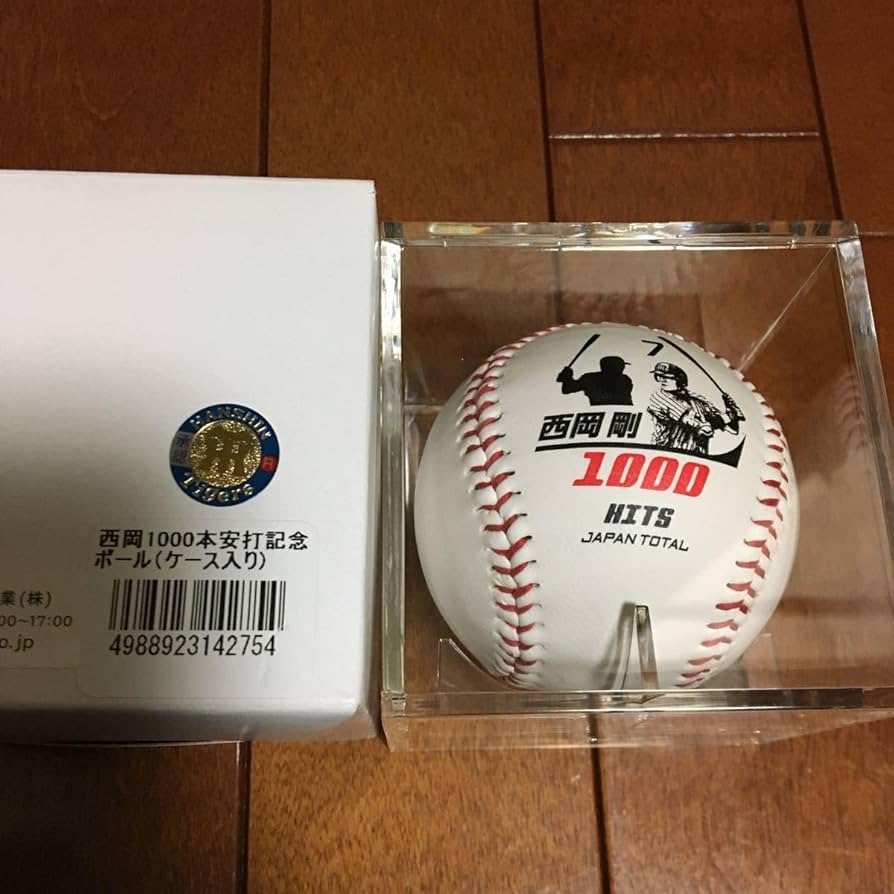 HANSHIN
Tigers
西岡1000本安打記念
ボール(ケース入り)
4988923142754
業(株)
00~17:00
o.jp
7
西岡 剛
1000
HITS
JAPAN TOTAL